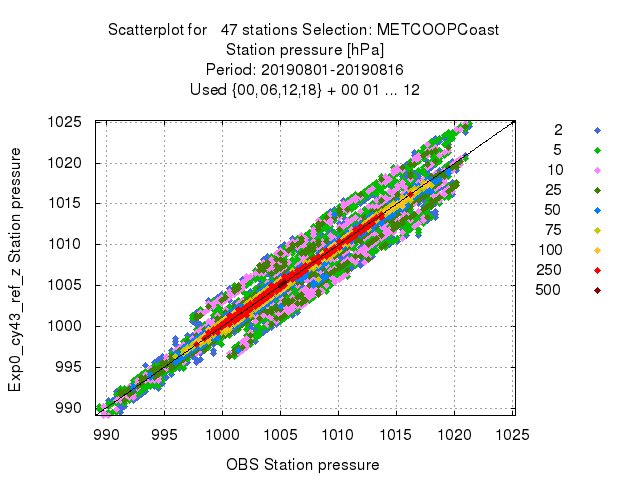 Scatterplot for 47 stations Selection: METCOOPCoast
Station pressure [hPa]
Period: 20190801-20190816
Used {00,06,12,18} + 00 01 ... 12
Exp0_cy43_ref_z Station pressure
1025
1020
1015
1010
1005
1000
995
990
990 995 1000 1005 1010 1015 1020 1025
OBS Station pressure
2
5
10
25
50
75
100
250
500